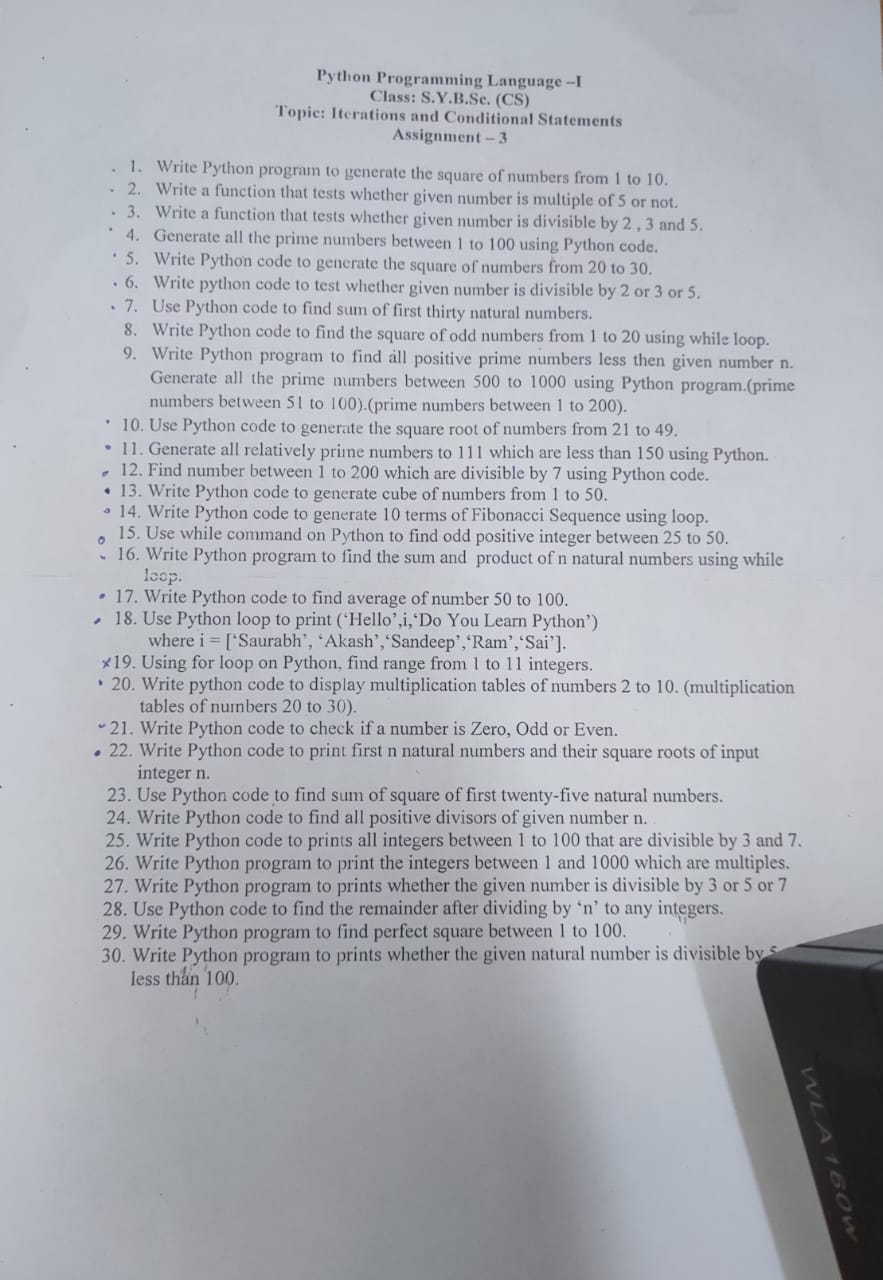 Python Programming Language –I
Class: S.Y.B.Sc. (CS)
Topic: Iterations and Conditional Statements
Assignment – 3
1. Write Python program to generate the square of numbers from 1 to 10.
2. Write a function that tests whether given number is multiple of 5 or not.
3. Write a function that tests whether given number is divisible by 2 , 3 and 5.
4. Generate all the prime numbers between 1 to 100 using Python code.
5. Write Python code to generate the square of numbers from 20 to 30.
6. Write python code to test whether given number is divisible by 2 or 3 or 5.
7. Use Python code to find sum of first thirty natural numbers.
8. Write Python code to find the square of odd numbers from 1 to 20 using while loop.
9. Write Python program to find all positive prime numbers less then given number n.
Generate all the prime numbers between 500 to 1000 using Python program.(prime
numbers between 51 to 100).(prime numbers between 1 to 200).
10. Use Python code to generate the square root of numbers from 21 to 49.
11. Generate all relatively prime numbers to 111 which are less than 150 using Python.
12. Find number between 1 to 200 which are divisible by 7 using Python code.
13. Write Python code to generate cube of numbers from 1 to 50.
14. Write Python code to generate 10 terms of Fibonacci Sequence using loop.
15. Use while command on Python to find odd positive integer between 25 to 50.
16. Write Python program to find the sum and product of n natural numbers using while
loop.
17. Write Python code to find average of number 50 to 100.
18. Use Python loop to print (‘Hello’,i,‘Do You Learn Python’)
where i = [‘Saurabh’, ‘Akash’,‘Sandeep’,‘Ram’,‘Sai’].
19. Using for loop on Python, find range from 1 to 11 integers.
20. Write python code to display multiplication tables of numbers 2 to 10. (multiplication
tables of numbers 20 to 30).
21. Write Python code to check if a number is Zero, Odd or Even.
22. Write Python code to print first n natural numbers and their square roots of input
integer n.
23. Use Python code to find sum of square of first twenty-five natural numbers.
24. Write Python code to find all positive divisors of given number n.
25. Write Python code to prints all integers between 1 to 100 that are divisible by 3 and 7.
26. Write Python program to print the integers between 1 and 1000 which are multiples.
27. Write Python program to prints whether the given number is divisible by 3 or 5 or 7
28. Use Python code to find the remainder after dividing by ‘n’ to any integers.
29. Write Python program to find perfect square between 1 to 100.
30. Write Python program to prints whether the given natural number is divisible by
less than 100.
WLA160W